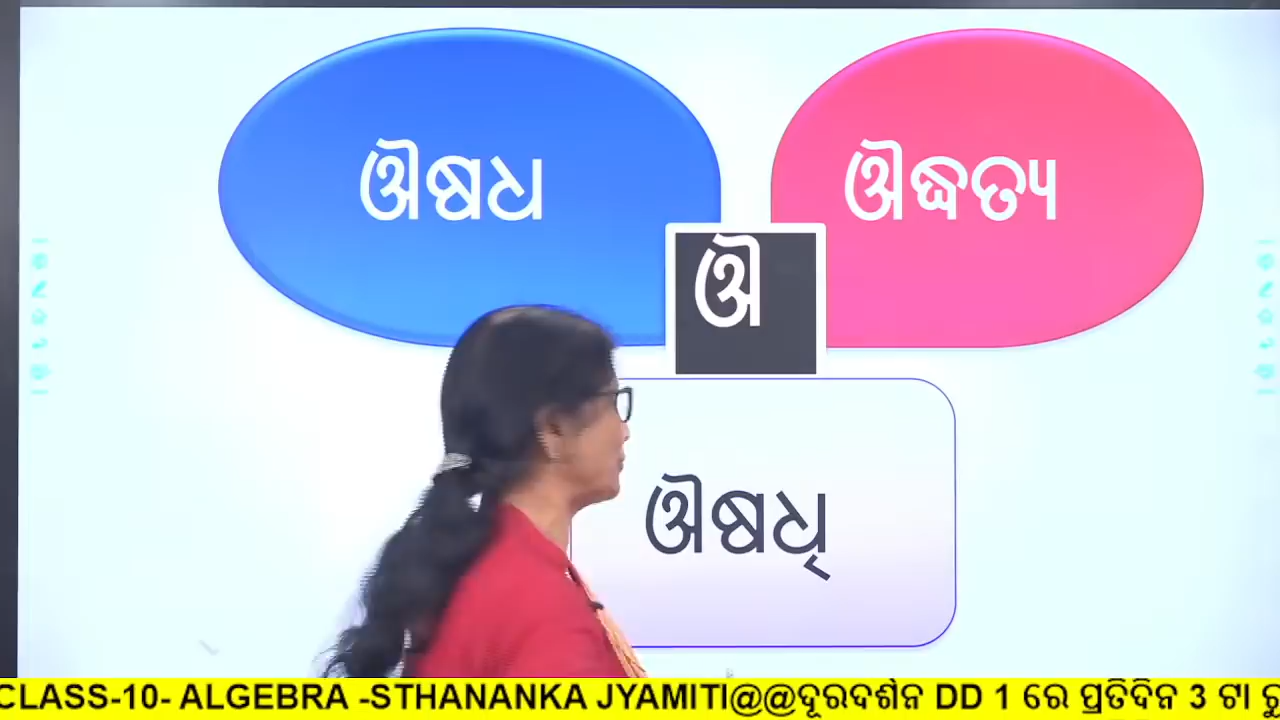 ଔଷଧ
ଔଦ୍ଧତ୍ୟ
ଔ
ଔଷଧି
CLASS-10- ALGEBRA -STHANANKA JYAMITI@@ଦୂରଦର୍ଶନ DD 1 ରେ ପ୍ରତିଦିନ 3 ଟା